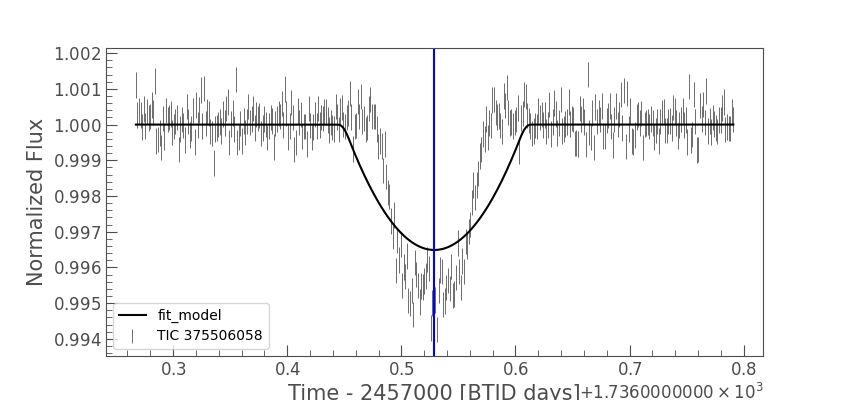 1.002
1.001
1.000
0.999
0.998
0.997
0.996
0.995
0.994
Normalized Flux
fit_model
TIC 375506058
0.3 0.4 0.5 0.6 0.7 0.8
Time - 2457000 [BTJD days] +1.7360000000 × 10³